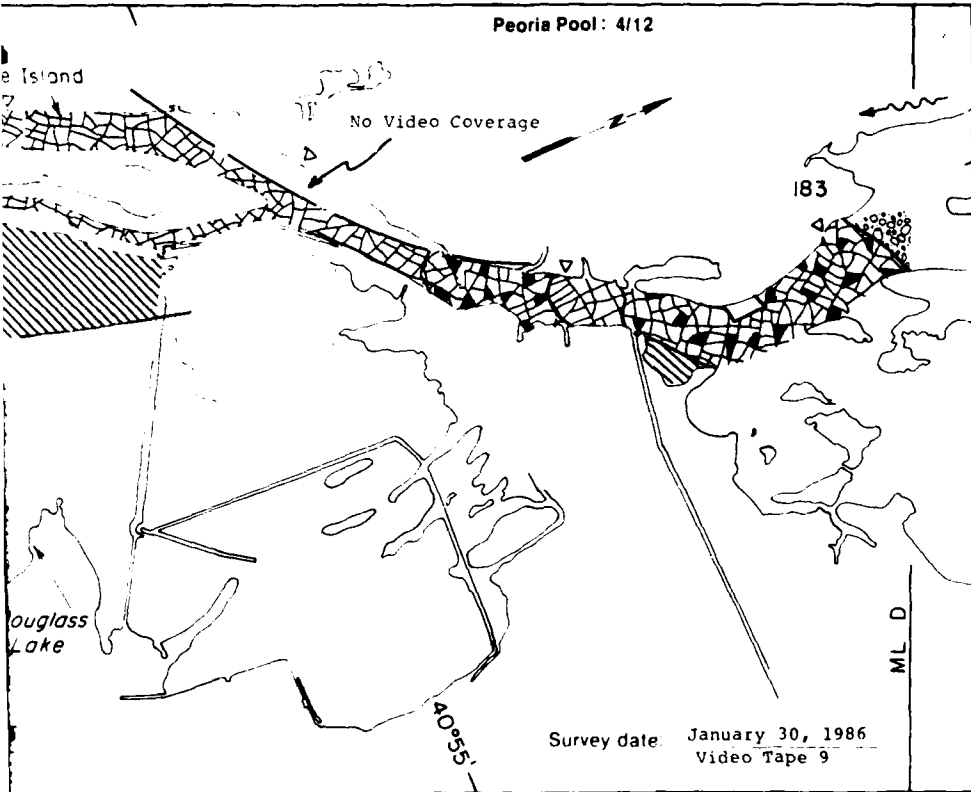 Peoria Pool: 4/12
e Island
No Video Coverage
N
183
ouglass
Lake
ML D
40°55'
Survey date: January 30, 1986
Video Tape 9